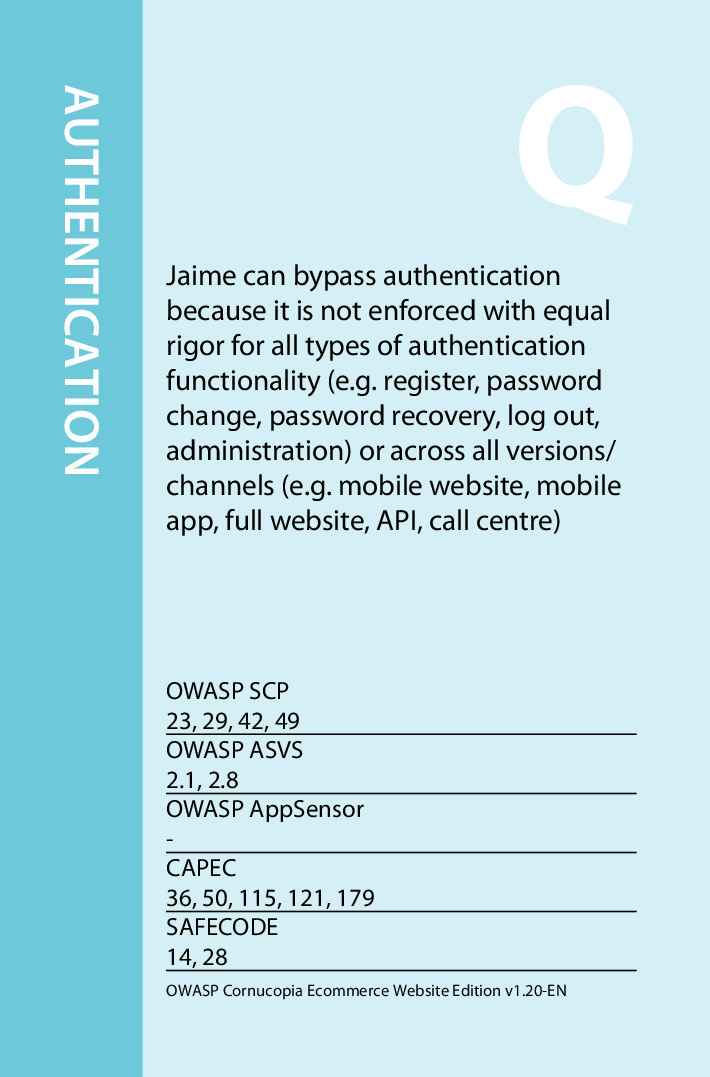 AUTHENTICATION
Q
Jaime can bypass authentication
because it is not enforced with equal
rigor for all types of authentication
functionality (e.g. register, password
change, password recovery, log out,
administration) or across all versions/
channels (e.g. mobile website, mobile
app, full website, API, call centre)
OWASP SCP
23, 29, 42, 49
OWASP ASVS
2.1, 2.8
OWASP AppSensor
-
CAPEC
36, 50, 115, 121, 179
SAFECODE
14, 28
OWASP Cornucopia Ecommerce Website Edition v1.20-EN